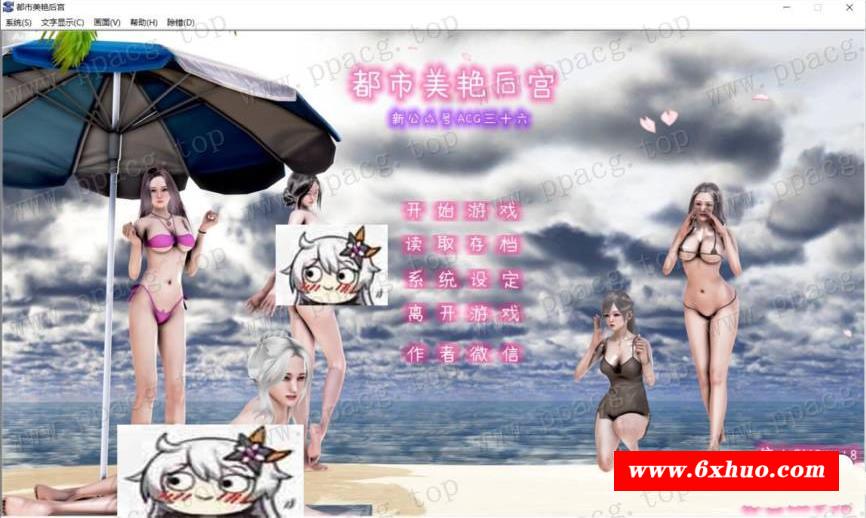 都市美艳后宫
系统(S) 文字显示(C) 画面(V) 帮助(H) 除错(D)
都市美艳后宫
新公众号ACG三十六
开始游戏
读取存档
系统设定
离开游戏
作者微信
www.ppacg.top
www.6xhuo.com